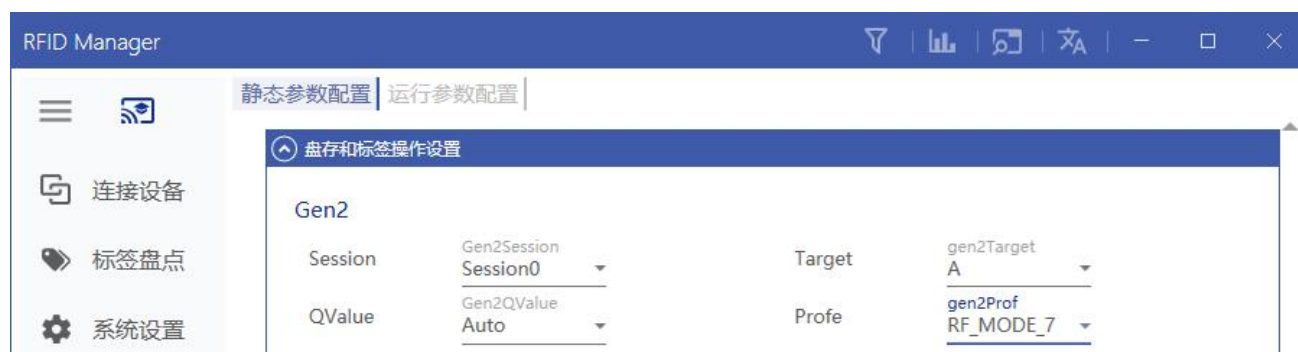 RFID Manager
静态参数配置 运行参数配置
盘存和标签操作设置
连接设备
标签盘点
系统设置
Gen2
Session Gen2Session Session0
Target gen2Target A
QValue Gen2QValue Auto
Profe gen2Prof RF_MODE_7